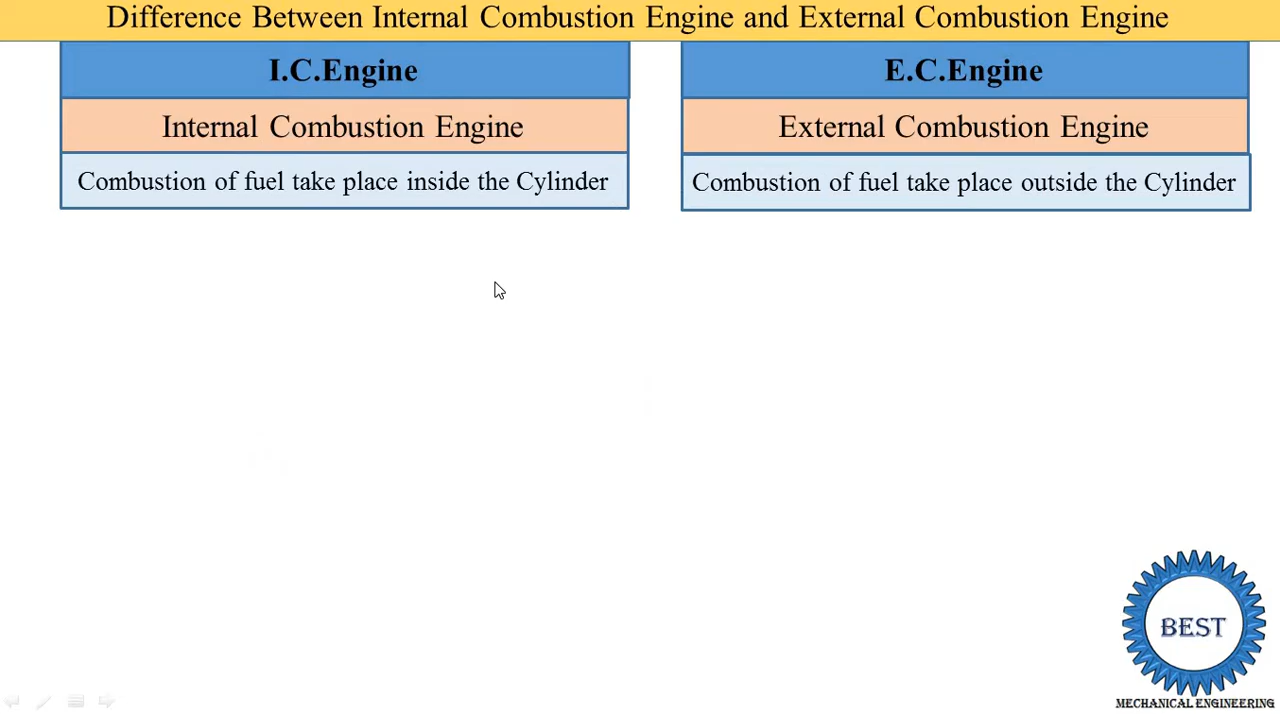 Difference Between Internal Combustion Engine and External Combustion Engine
I.C.Engine
Internal Combustion Engine
Combustion of fuel take place inside the Cylinder
E.C.Engine
External Combustion Engine
Combustion of fuel take place outside the Cylinder
BEST
MECHANICAL ENGINEERING